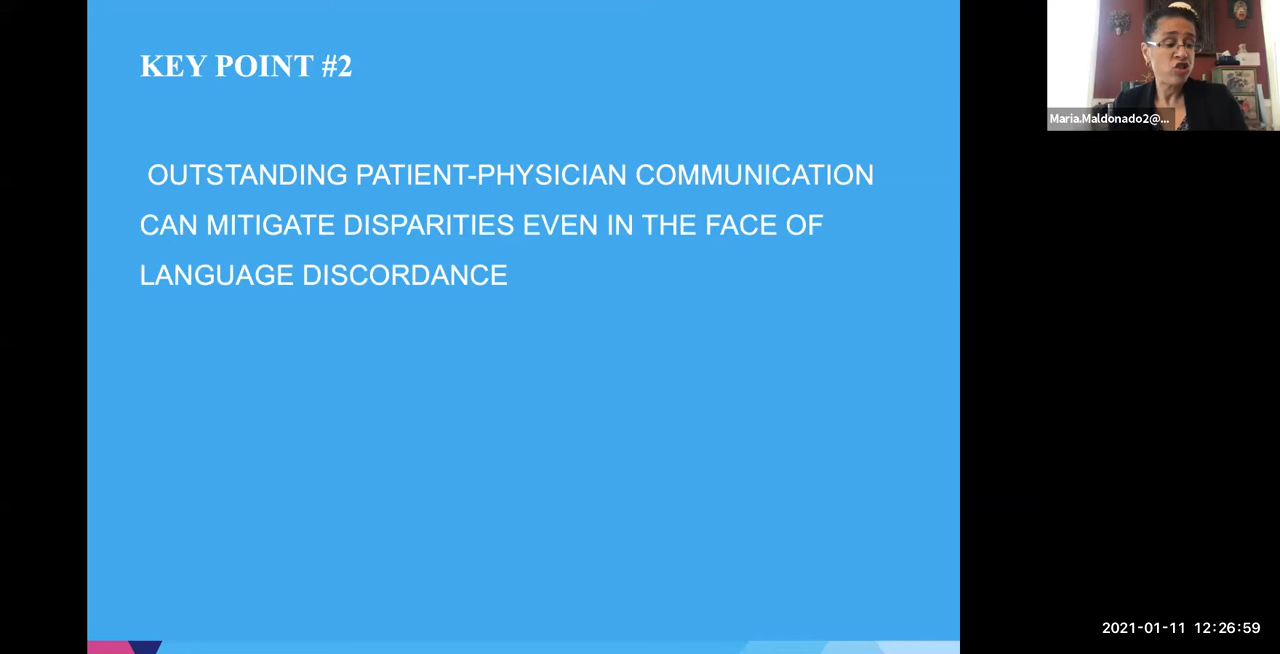 KEY POINT #2
OUTSTANDING PATIENT-PHYSICIAN COMMUNICATION
CAN MITIGATE DISPARITIES EVEN IN THE FACE OF
LANGUAGE DISCORDANCE
Maria.Maldonado2@...
2021-01-11 12:26:59